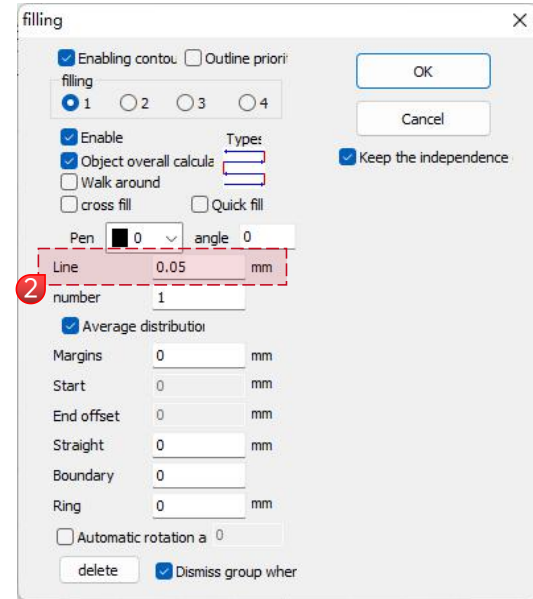 filling
Enabling contou Outline priori
OK
filling
1 2 3 4
Cancel
Enable Types
Object overall calcula
Keep the independence
Walk aroun
cross fill Quick fill
Pen 0 angle 0
Line 0.05 mm
2
number 1
Average distribution
Margins 0 mm
Start 0 mm
End offset 0 mm
Straight 0 mm
Boundary 0
Ring 0 mm
Automatic rotation a 0
delete Dismiss group wher